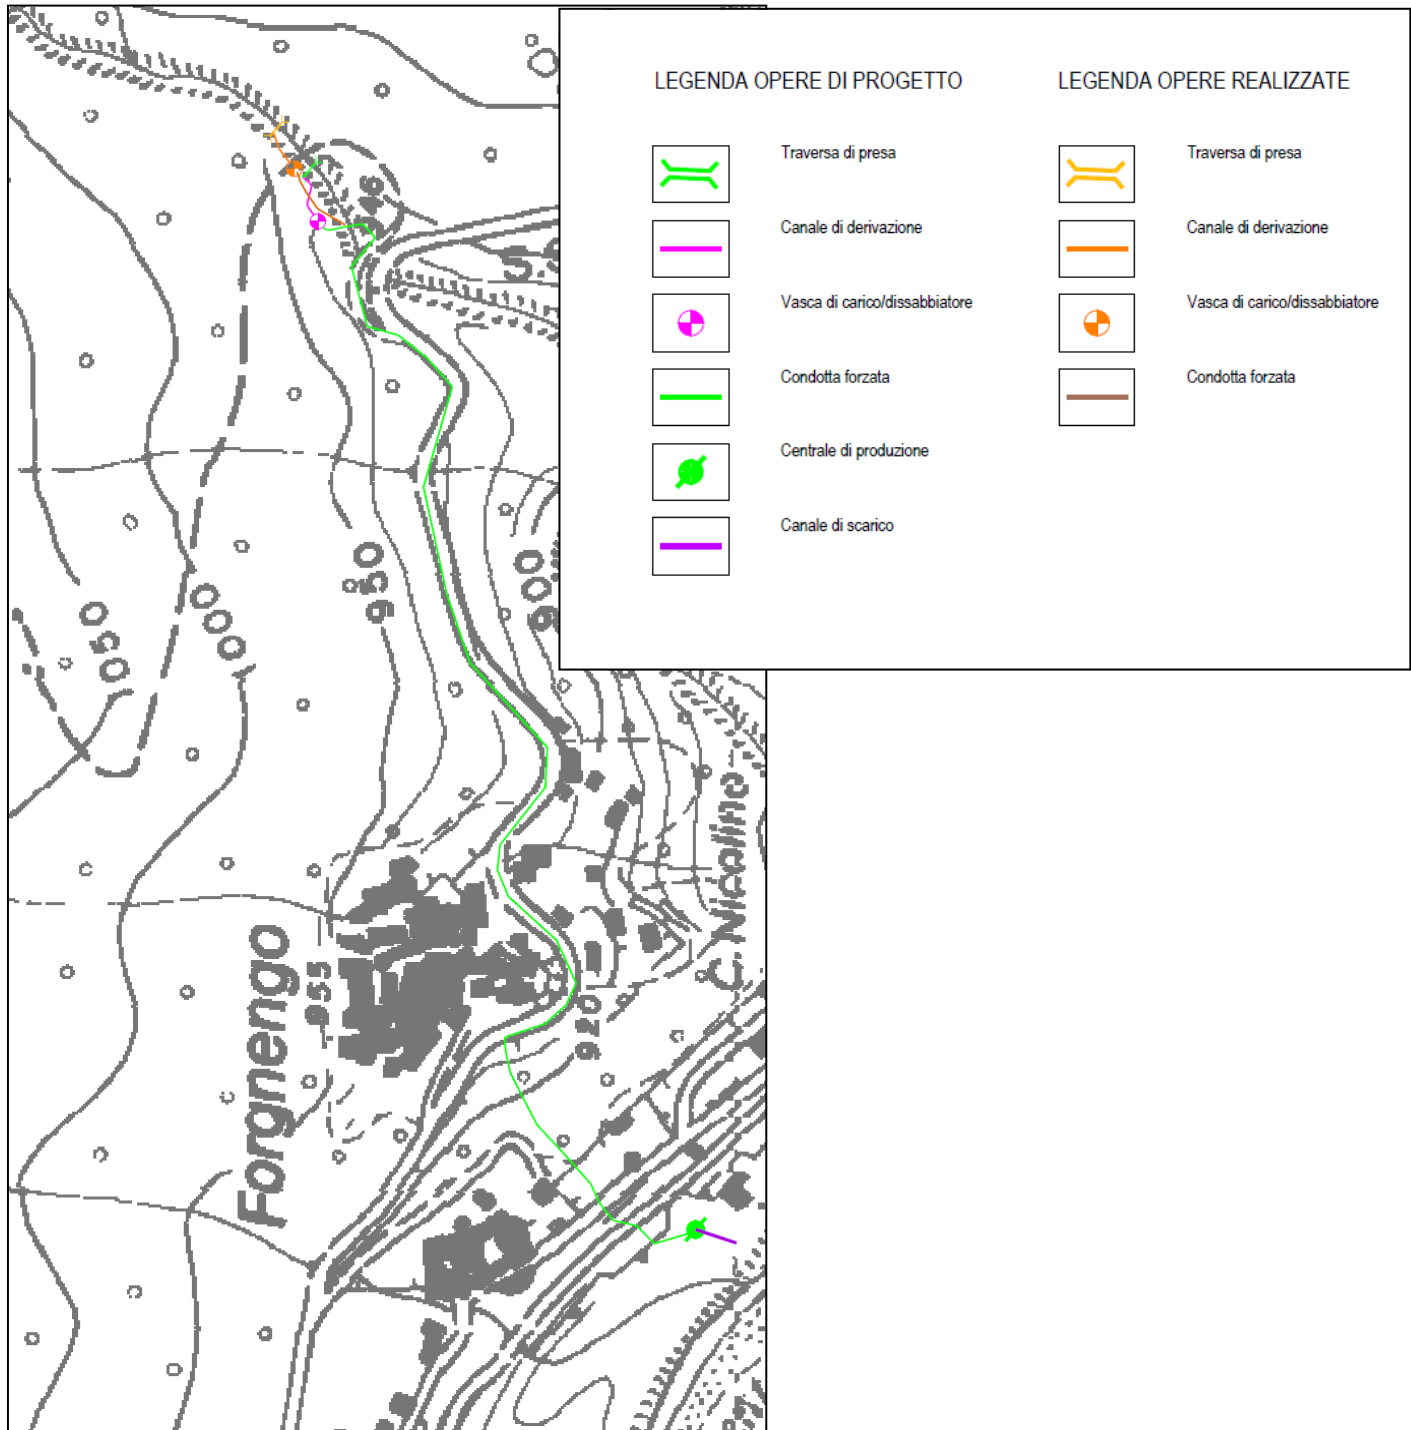 LEGENDA OPERE DI PROGETTO
Traversa di presa
Canale di derivazione
Vasca di carico/dissabbiatore
Condotta forzata
Centrale di produzione
Canale di scarico
LEGENDA OPERE REALIZZATE
Traversa di presa
Canale di derivazione
Vasca di carico/dissabbiatore
Condotta forzata
46
S.
1050
1000
950
900
C. Nicolino
Forgnengo
955
920